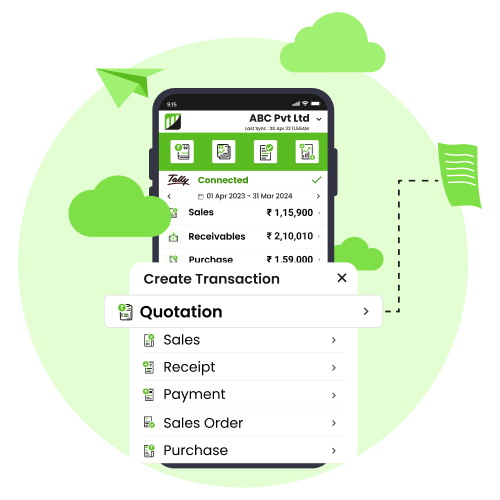 9:15
ABC Pvt Ltd
Last Sync : 20 Apr 22 11.55AM
Tally Connected
01 Apr 2023 - 31 Mar 2024
Sales ₹ 1,15,900
Receivables ₹ 2,10,010
Purchase ₹ 1,59,000
Create Transaction
Quotation
Sales
Receipt
Payment
Sales Order
Purchase